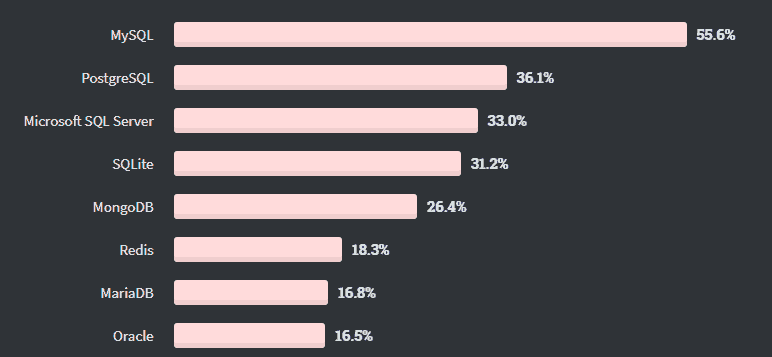 MySQL 55.6%
PostgreSQL 36.1%
Microsoft SQL Server 33.0%
SQLite 31.2%
MongoDB 26.4%
Redis 18.3%
MariaDB 16.8%
Oracle 16.5%